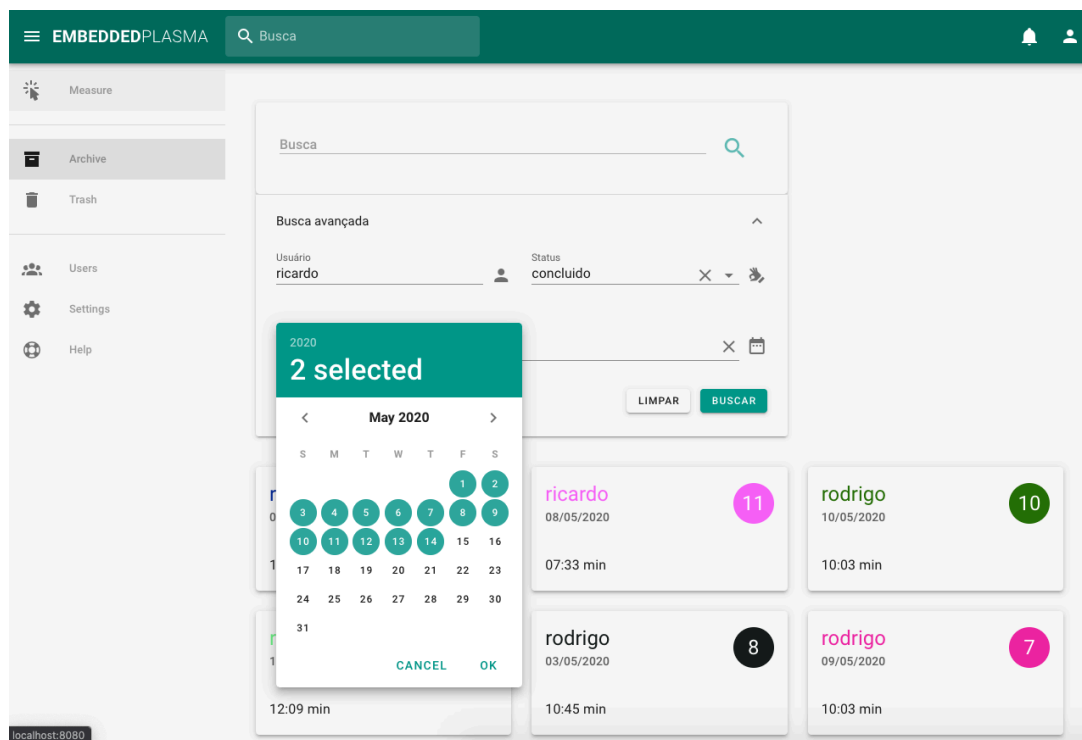 EMBEDDEDPLASMA
Busca
Measure
Archive
Trash
Users
Settings
Help
Busca
Busca avançada
Usuário
ricardo
Status
concluido
2020
2 selected
May 2020
S M T W T F S
1 2
3 4 5 6 7 8 9
10 11 12 13 14 15 16
17 18 19 20 21 22 23
24 25 26 27 28 29 30
31
CANCEL OK
LIMPAR BUSCAR
12:09 min
ricardo
11
08/05/2020
07:33 min
rodrigo
10
10/05/2020
10:03 min
rodrigo
8
03/05/2020
10:45 min
rodrigo
7
09/05/2020
10:03 min
localhost:8080